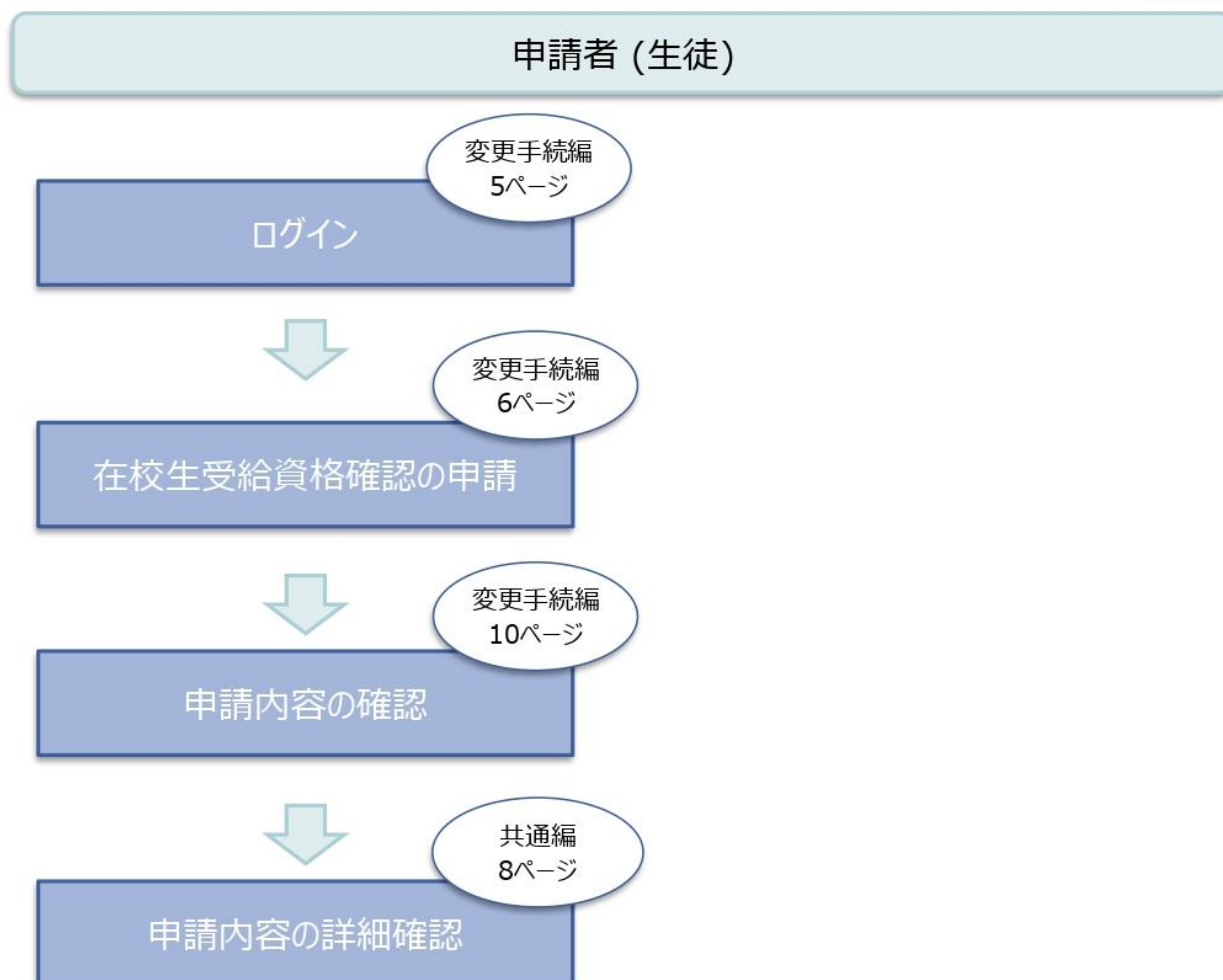 申請者 (生徒)
変更手続編
5ページ
ログイン
変更手続編
6ページ
在校生受給資格確認の申請
変更手続編
10ページ
申請内容の確認
共通編
8ページ
申請内容の詳細確認